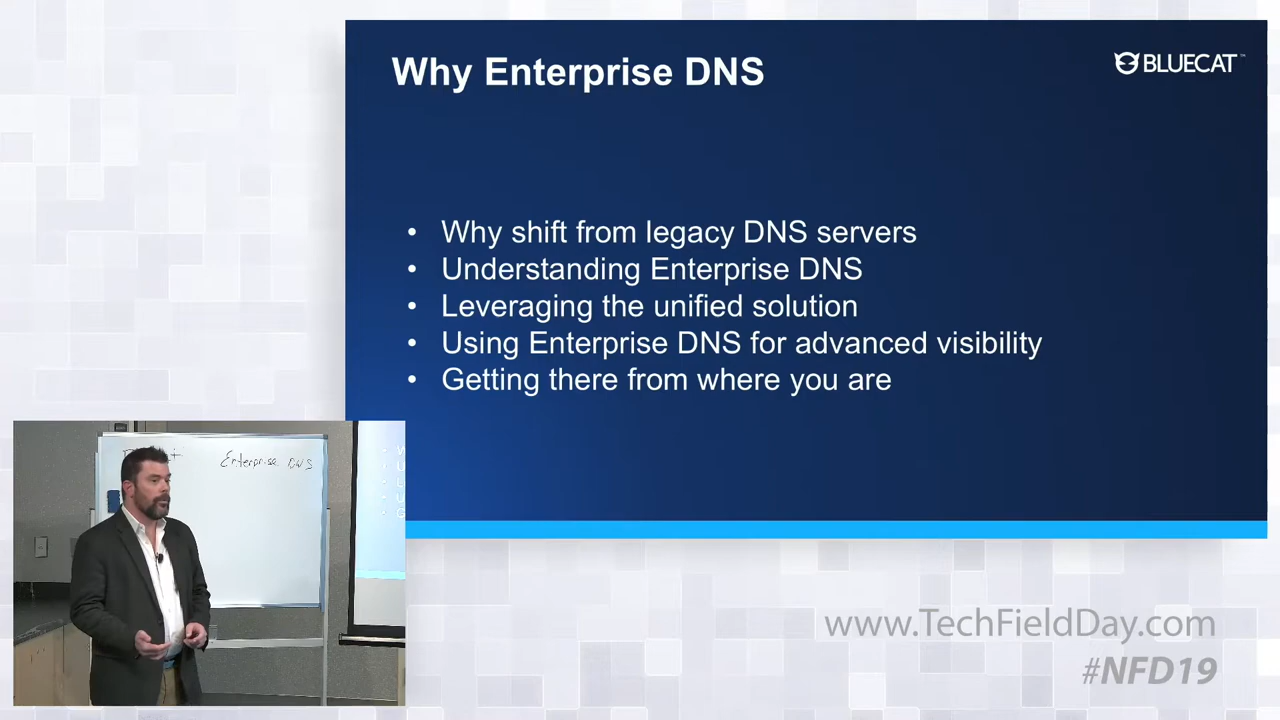 Why Enterprise DNS
BLUECAT™
• Why shift from legacy DNS servers
• Understanding Enterprise DNS
• Leveraging the unified solution
• Using Enterprise DNS for advanced visibility
• Getting there from where you are
Enterprise DNS
www.TechFieldDay.com
#NFD19